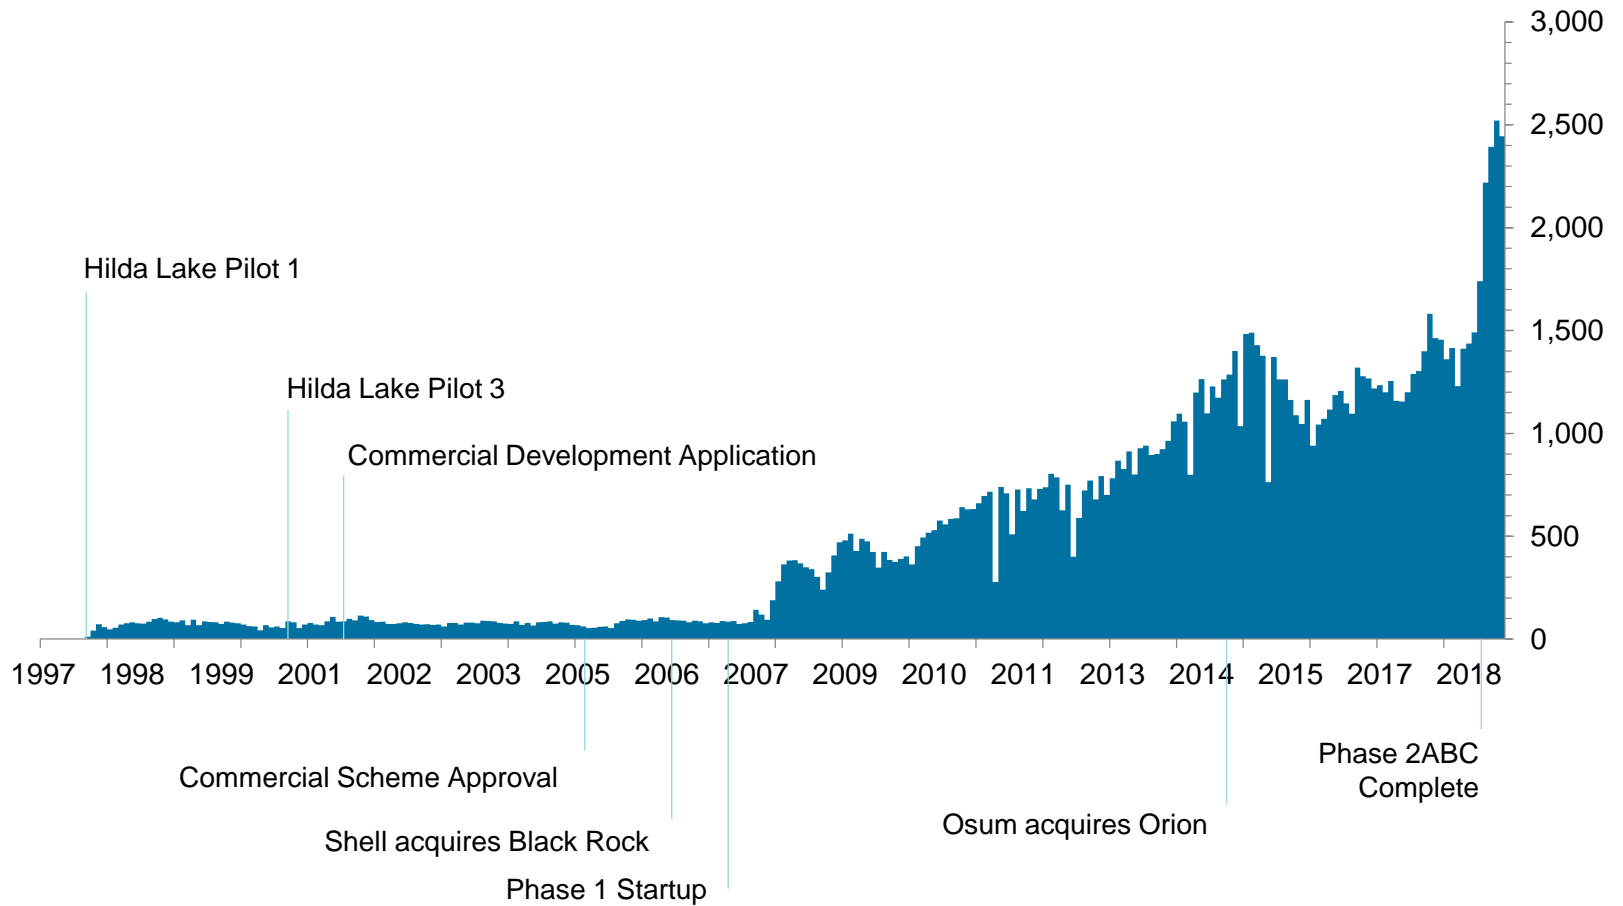 3,000
2,500
2,000
1,500
1,000
500
0
Hilda Lake Pilot 1
Hilda Lake Pilot 3
Commercial Development Application
1997 1998 1999 2001 2002 2003 2005 2006 2007 2009 2010 2011 2013 2014 2015 2017 2018
Commercial Scheme Approval
Shell acquires Black Rock
Phase 1 Startup
Osum acquires Orion
Phase 2ABC
Complete